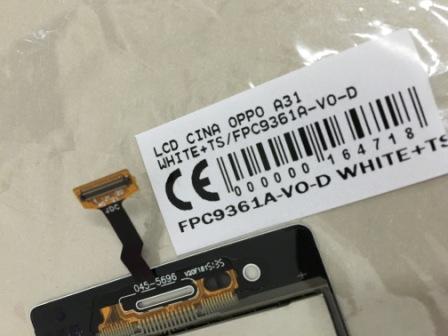 LCD CINA OPPO A31
WHITE+TS/FPC9361A-VO-D
CE
000000 164718
FPC9361A-VO-D WHITE+TS
045-5696